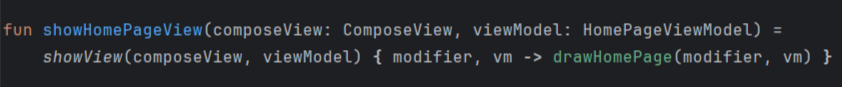 fun showHomePageView(composeView: ComposeView, viewModel: HomePageViewModel) =
    showView(composeView, viewModel) { modifier, vm -> drawHomePage(modifier, vm) }